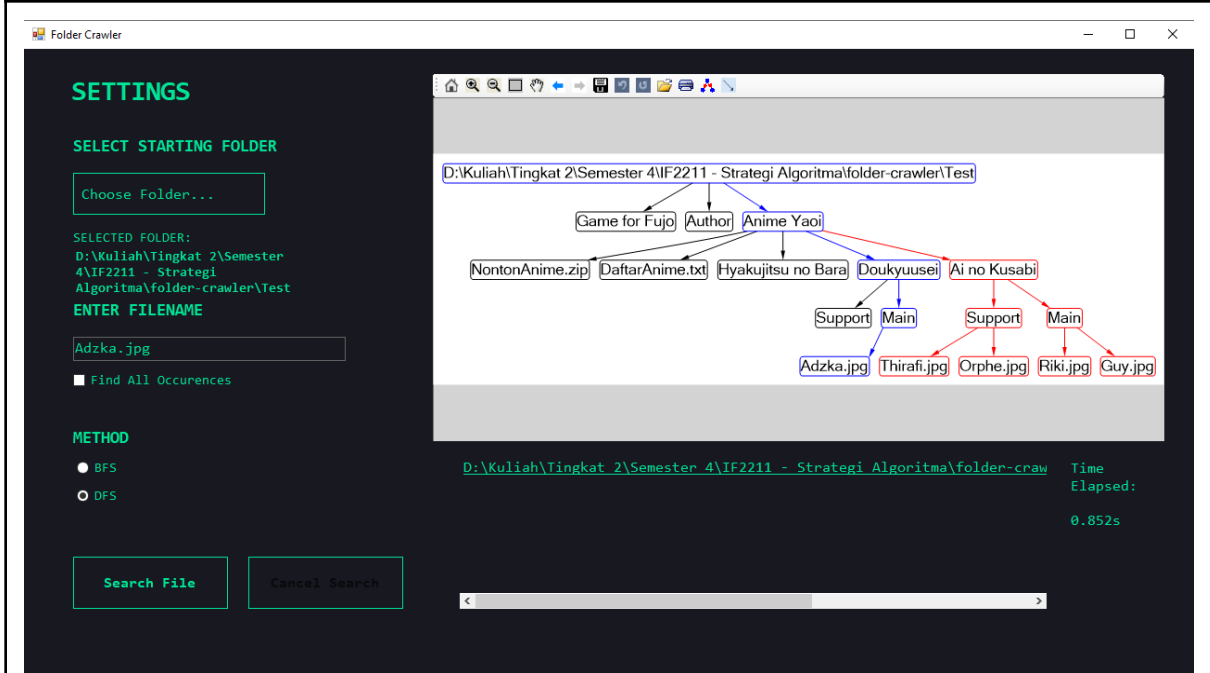 Folder Crawler
SETTINGS
SELECT STARTING FOLDER
Choose Folder...
SELECTED FOLDER:
D:\Kuliah\Tingkat 2\Semester
4\IF2211 - Strategi
Algoritma\folder-crawler\Test
ENTER FILENAME
Adzka.jpg
Find All Occurences
METHOD
BFS
DFS
Search File
Cancel Search
D:\Kuliah\Tingkat 2\Semester 4\IF2211 - Strategi Algoritma\folder-crawler\Test
Game for Fujo
Author
Anime Yaoi
NontonAnime.zip
DaftarAnime.txt
Hyakujitsu no Bara
Doukyuusei
Ai no Kusabi
Support
Main
Support
Main
Adzka.jpg
Thirafi.jpg
Orphe.jpg
Riki.jpg
Guy.jpg
D:\Kuliah\Tingkat 2\Semester 4\IF2211 - Strategi Algoritma\folder-craw
Time
Elapsed:
0.852s